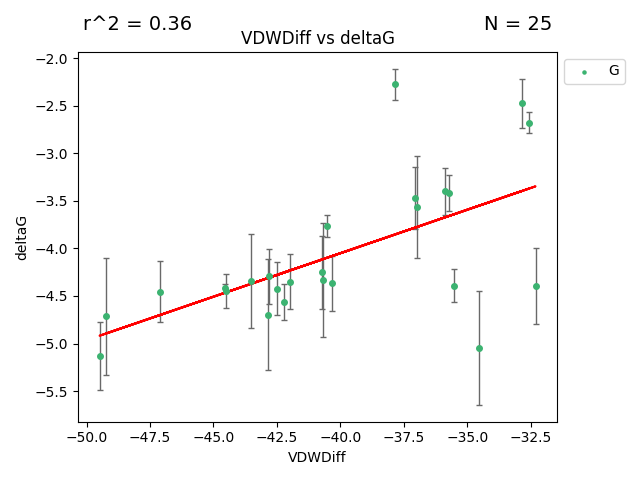 r^2 = 0.36
N = 25
VDWDiff vs deltaG
G
−2.0
−2.5
−3.0
−3.5
−4.0
−4.5
−5.0
−5.5
deltaG
−50.0 −47.5 −45.0 −42.5 −40.0 −37.5 −35.0 −32.5
VDWDiff